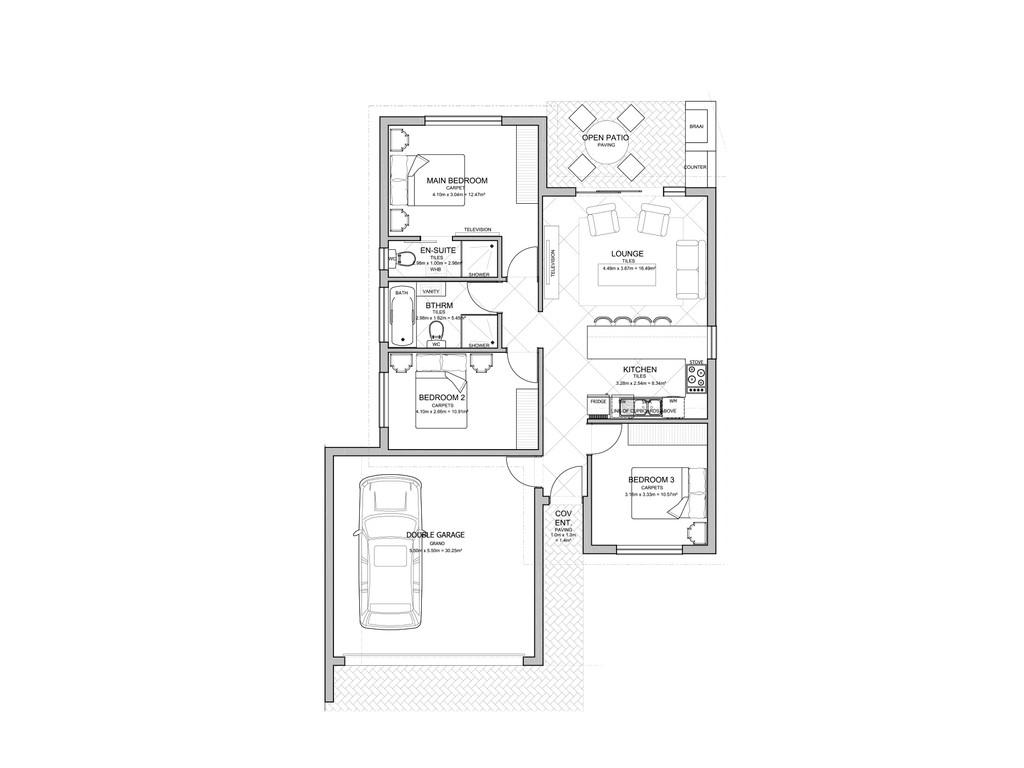 BRAAI
OPEN PATIO
PAVING
COUNTER
MAIN BEDROOM
CARPET
4.10m x 3.04m = 12.47m²
TELEVISION
EN-SUITE
TILES
2.98m x 1.00m = 2.98m²
WHB
WC
SHOWER
LOUNGE
TILES
4.49m x 3.67m = 16.49m²
TELEVISION
BATH
VANITY
BTHRM
TILES
2.98m x 1.82m = 5.45m²
WC
SHOWER
KITCHEN
TILES
3.28m x 2.54m = 8.34m²
STOVE
FRIDGE
WM
LINE OF CUPBOARDS ABOVE
BEDROOM 2
CARPETS
4.10m x 2.66m = 10.91m²
BEDROOM 3
CARPETS
3.16m x 3.33m = 10.57m²
COV
ENT.
PAVING
1.0m x 1.3m
= 1.4m²
DOUBLE GARAGE
GRANO
5.50m x 5.50m = 30.25m²